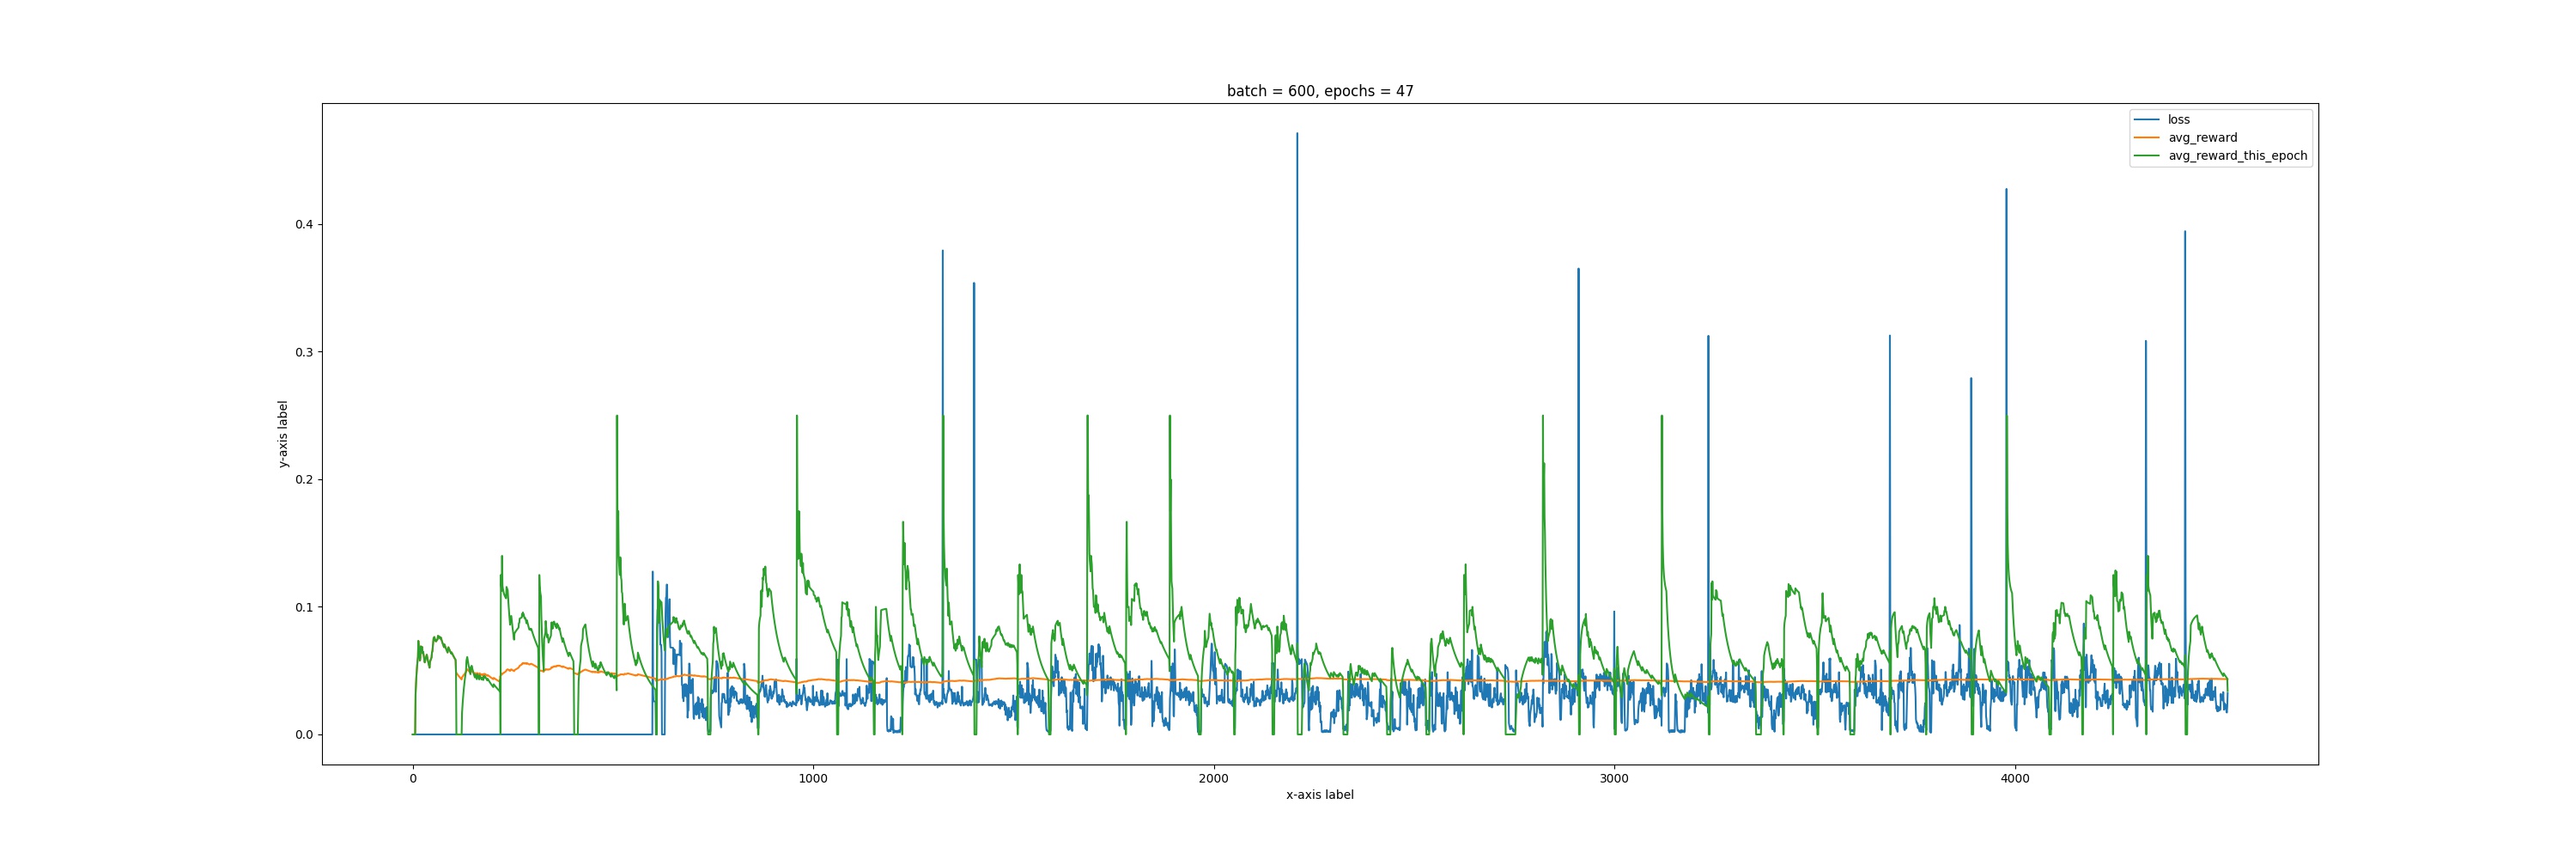 batch = 600, epochs = 47
loss
avg_reward
avg_reward_this_epoch
0.4
0.3
0.2
0.1
0.0
y-axis label
0 1000 2000 3000 4000
x-axis label